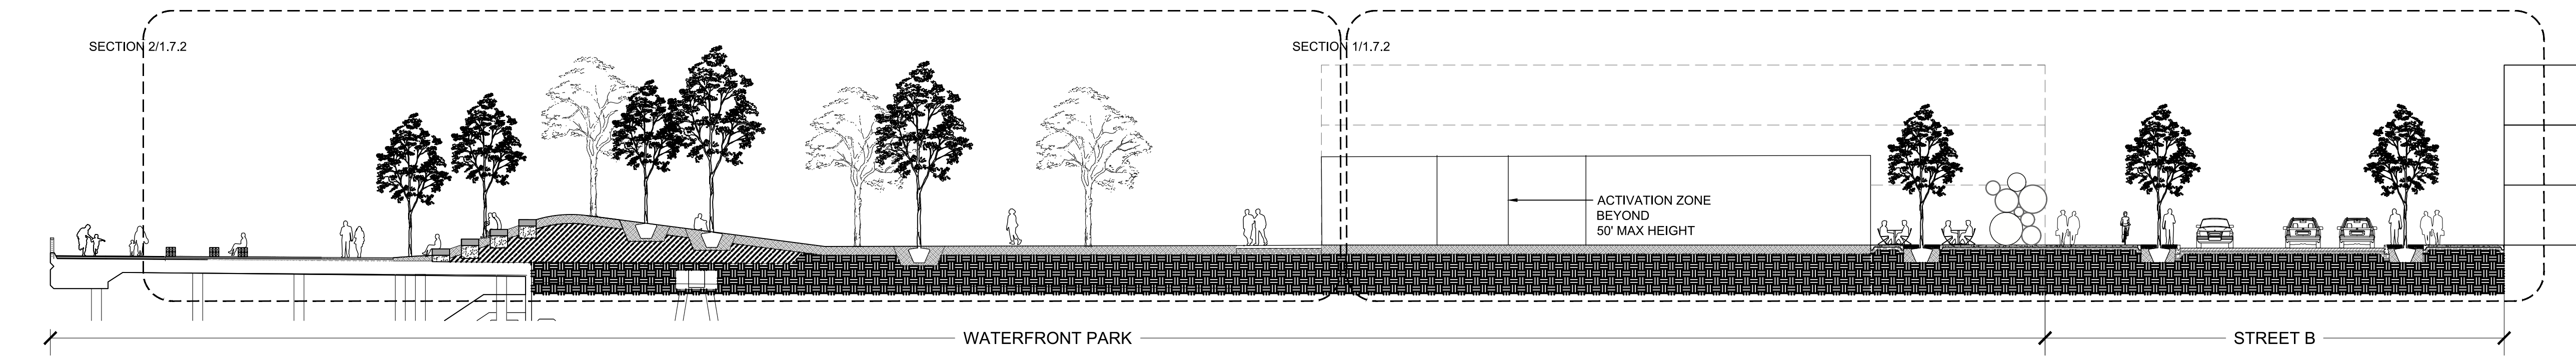 SECTION 2/1.7.2
SECTION 1/1.7.2
ACTIVATION ZONE
BEYOND
50' MAX HEIGHT
WATERFRONT PARK
STREET B